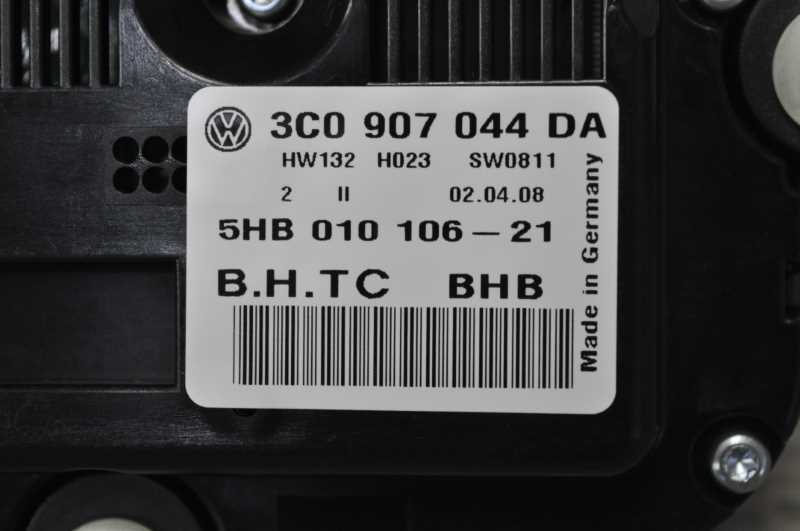 3C0 907 044 DA
HW132 H023 SW0811
2 II 02.04.08
5HB 010 106-21
B.H.TC BHB
Made in Germany